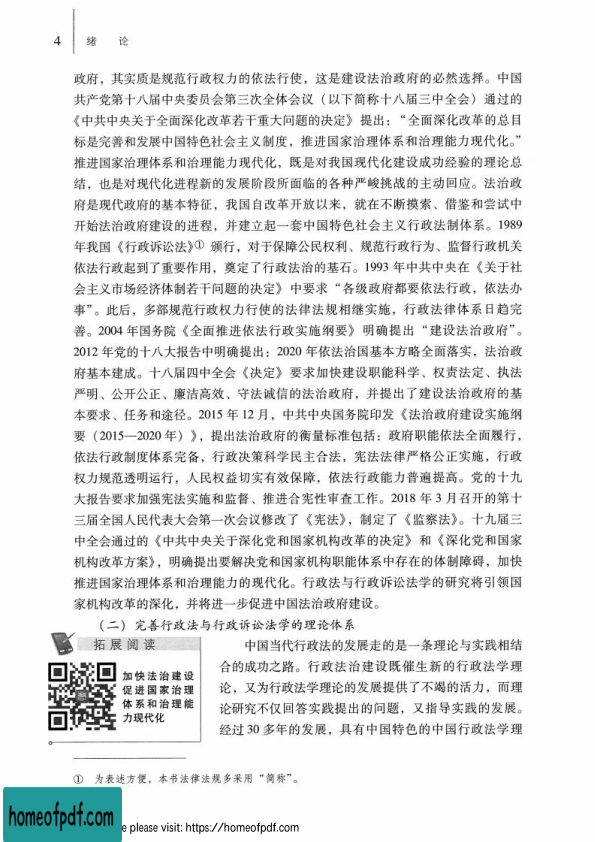 4 绪 论
政府，其实质是规范行政权力的依法行使，这是建设法治政府的必然选择。中国
共产党第十八届中央委员会第三次全体会议（以下简称十八届三中全会）通过的
《中共中央关于全面深化改革若干重大问题的决定》提出：“全面深化改革的总目
标是完善和发展中国特色社会主义制度，推进国家治理体系和治理能力现代化。”
推进国家治理体系和治理能力现代化，既是对我国现代化建设成功经验的理论总
结，也是对现代化进程新的发展阶段所面临的各种严峻挑战的主动回应。法治政
府是现代政府的基本特征，我国自改革开放以来，就在不断摸索、借鉴和尝试中
开始法治政府建设的进程，并建立起一套中国特色社会主义行政法制体系。1989
年我国《行政诉讼法》① 颁行，对于保障公民权利、规范行政行为、监督行政机关
依法行政起到了重要作用，奠定了行政法治的基石。1993 年中共中央在《关于社
会主义市场经济体制若干问题的决定》中要求“各级政府都要依法行政，依法办
事”。此后，多部规范行政权力行使的法律法规相继实施，行政法律体系日趋完
善。2004 年国务院《全面推进依法行政实施纲要》明确提出“建设法治政府”。
2012 年党的十八大报告中明确提出：2020 年依法治国基本方略全面落实，法治政
府基本建成。十八届四中全会《决定》要求加快建设职能科学、权责法定、执法
严明、公开公正、廉洁高效、守法诚信的法治政府，并提出了建设法治政府的基
本要求、任务和途径。2015 年 12 月，中共中央国务院印发《法治政府建设实施纲
要（2015—2020 年）》，提出法治政府的衡量标准包括：政府职能依法全面履行，
依法行政制度体系完备，行政决策科学民主合法，宪法法律严格公正实施，行政
权力规范透明运行，人民权益切实有效保障，依法行政能力普遍提高。党的十九
大报告要求加强宪法实施和监督、推进合宪性审查工作。2018 年 3 月召开的第十
三届全国人民代表大会第一次会议修改了《宪法》，制定了《监察法》。十九届三
中全会通过的《中共中央关于深化党和国家机构改革的决定》和《深化党和国家
机构改革方案》，明确提出要解决党和国家机构职能体系中存在的体制障碍，加快
推进国家治理体系和治理能力的现代化。行政法与行政诉讼法学的研究将引领国
家机构改革的深化，并将进一步促进中国法治政府建设。
（二）完善行政法与行政诉讼法学的理论体系
拓展阅读
加快法治建设
促进国家治理
体系和治理能
力现代化
中国当代行政法的发展走的是一条理论与实践相结
合的成功之路。行政法治建设既催生新的行政法学理
论，又为行政法学理论的发展提供了不竭的活力，而理
论研究不仅回答实践提出的问题，又指导实践的发展。
经过 30 多年的发展，具有中国特色的中国行政法学理
① 为表述方便，本书法律法规多采用“简称”。
homeofpdf.com
e please visit: https://homeofpdf.com